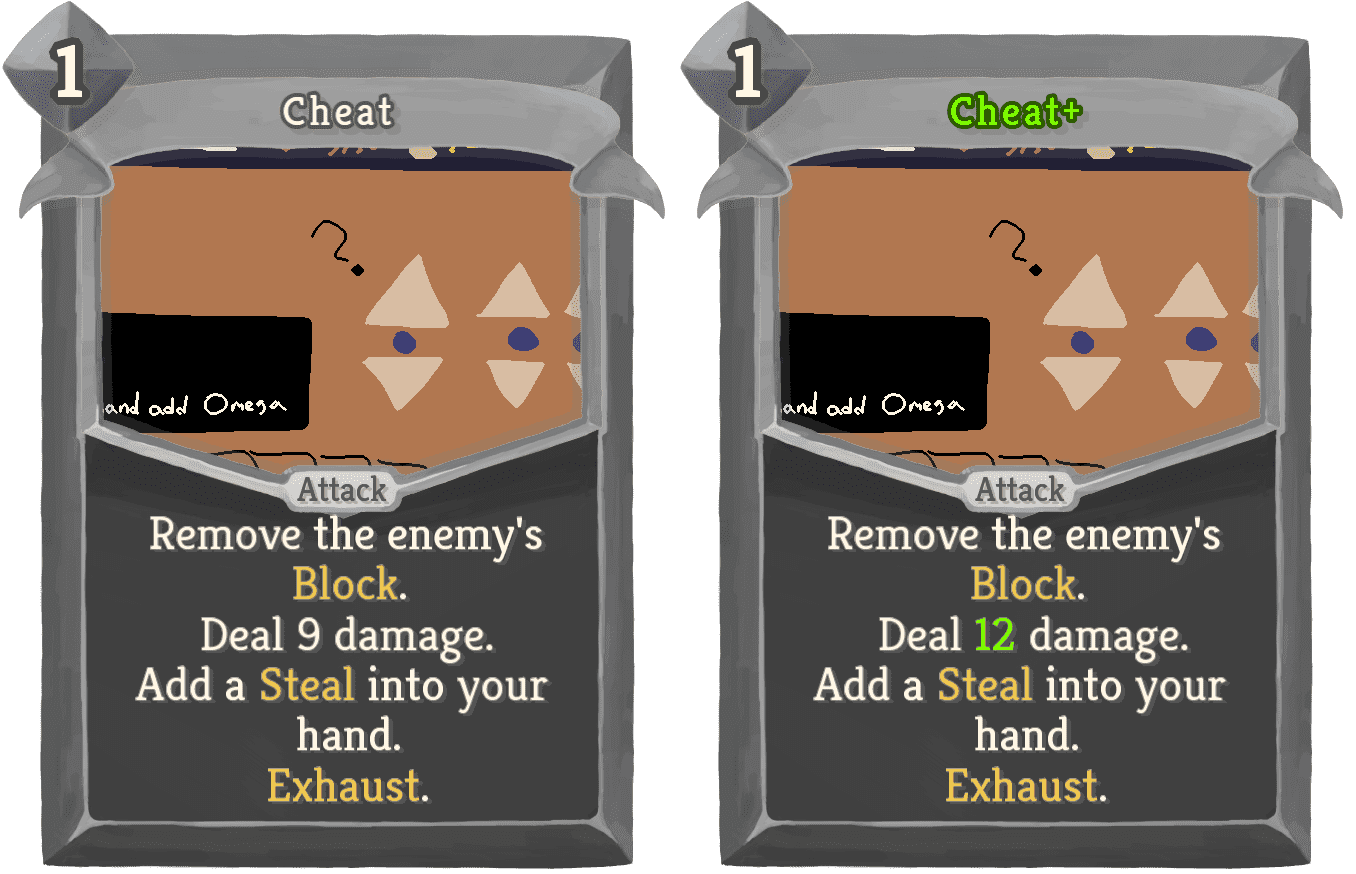 1
Cheat
?
and add Omega
Attack
Remove the enemy's
Block.
Deal 9 damage.
Add a Steal into your
hand.
Exhaust.
1
Cheat+
?
and add Omega
Attack
Remove the enemy's
Block.
Deal 12 damage.
Add a Steal into your
hand.
Exhaust.